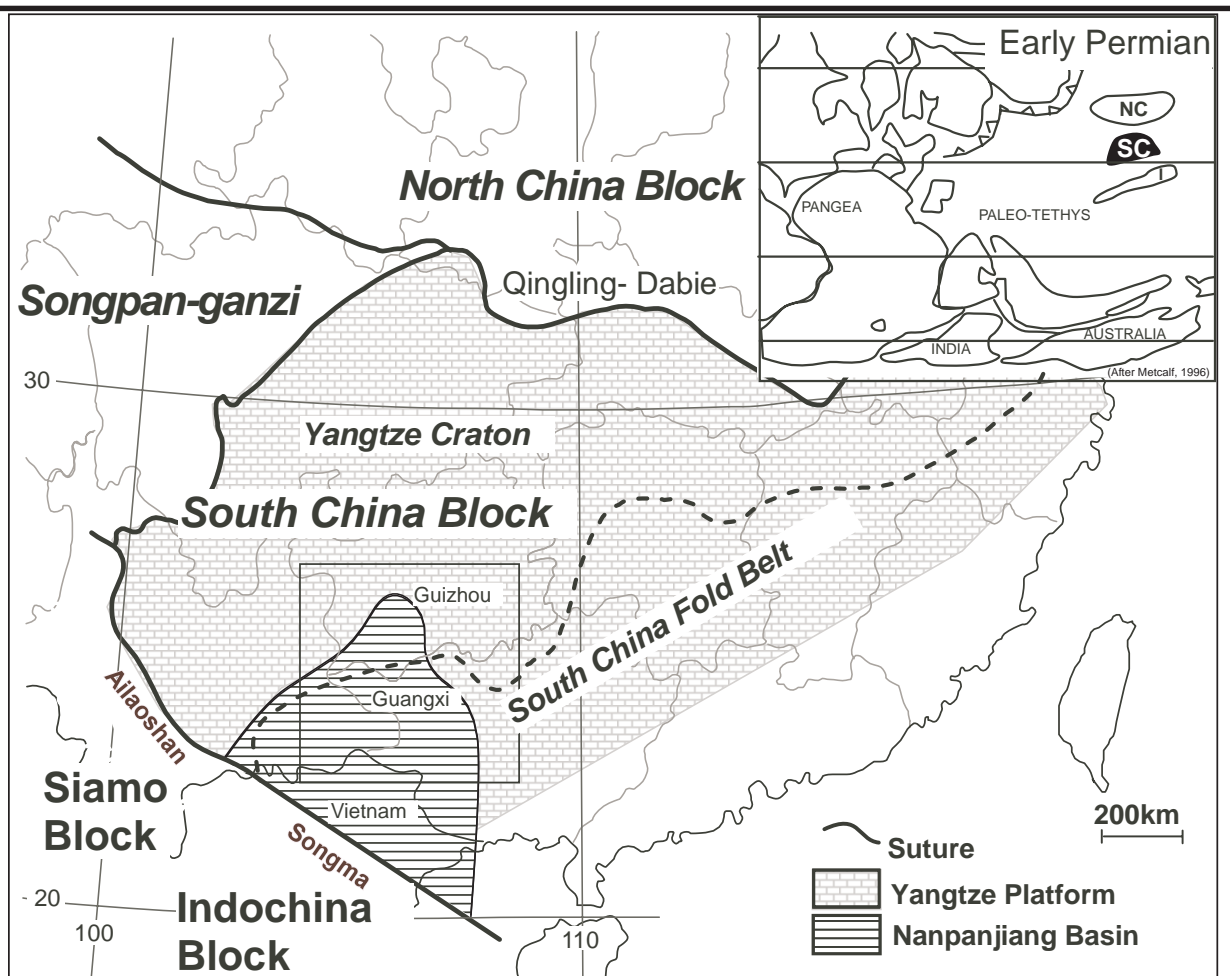 Early Permian
NC
SC
I
PANGEA
PALEO-TETHYS
INDIA
AUSTRALIA
(After Metcalf, 1996)
North China Block
Songpan-ganzi
Qingling- Dabie
30
Yangtze Craton
South China Block
Guizhou
South China Fold Belt
Guangxi
Ailaoshan
Siamo
Block
Vietnam
Songma
200km
Suture
Yangtze Platform
Nanpanjiang Basin
20
Indochina
Block
100
110